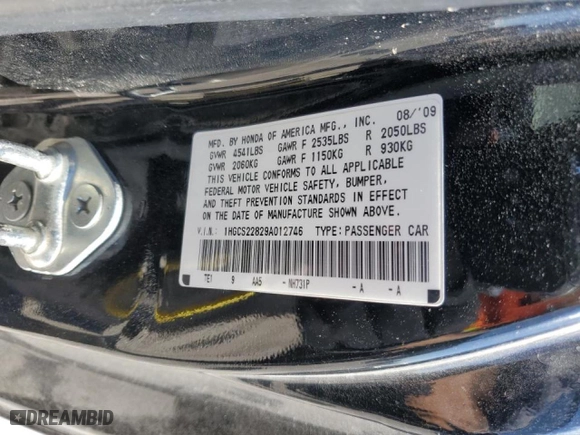 MFD. BY HONDA OF AMERICA MFG., INC. 08/'09
GVWR 4541LBS GAWR F 2535LBS R 2050LBS
GVWR 2060KG GAWR F 1150KG R 930KG
THIS VEHICLE CONFORMS TO ALL APPLICABLE
FEDERAL MOTOR VEHICLE SAFETY, BUMPER,
AND THEFT PREVENTION STANDARDS IN EFFECT
ON THE DATE OF MANUFACTURE SHOWN ABOVE.
V.I.N. 1HGCS22829A012746 TYPE: PASSENGER CAR
TE1 9 AA5 -NH731P -A -A
DREAMBID